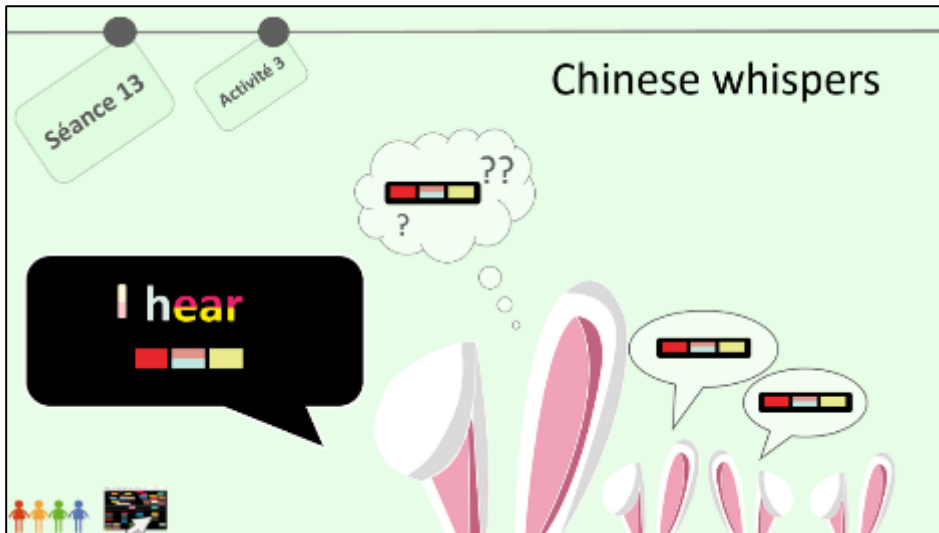 Séance 13
Activité 3
Chinese whispers
??
?
I hear